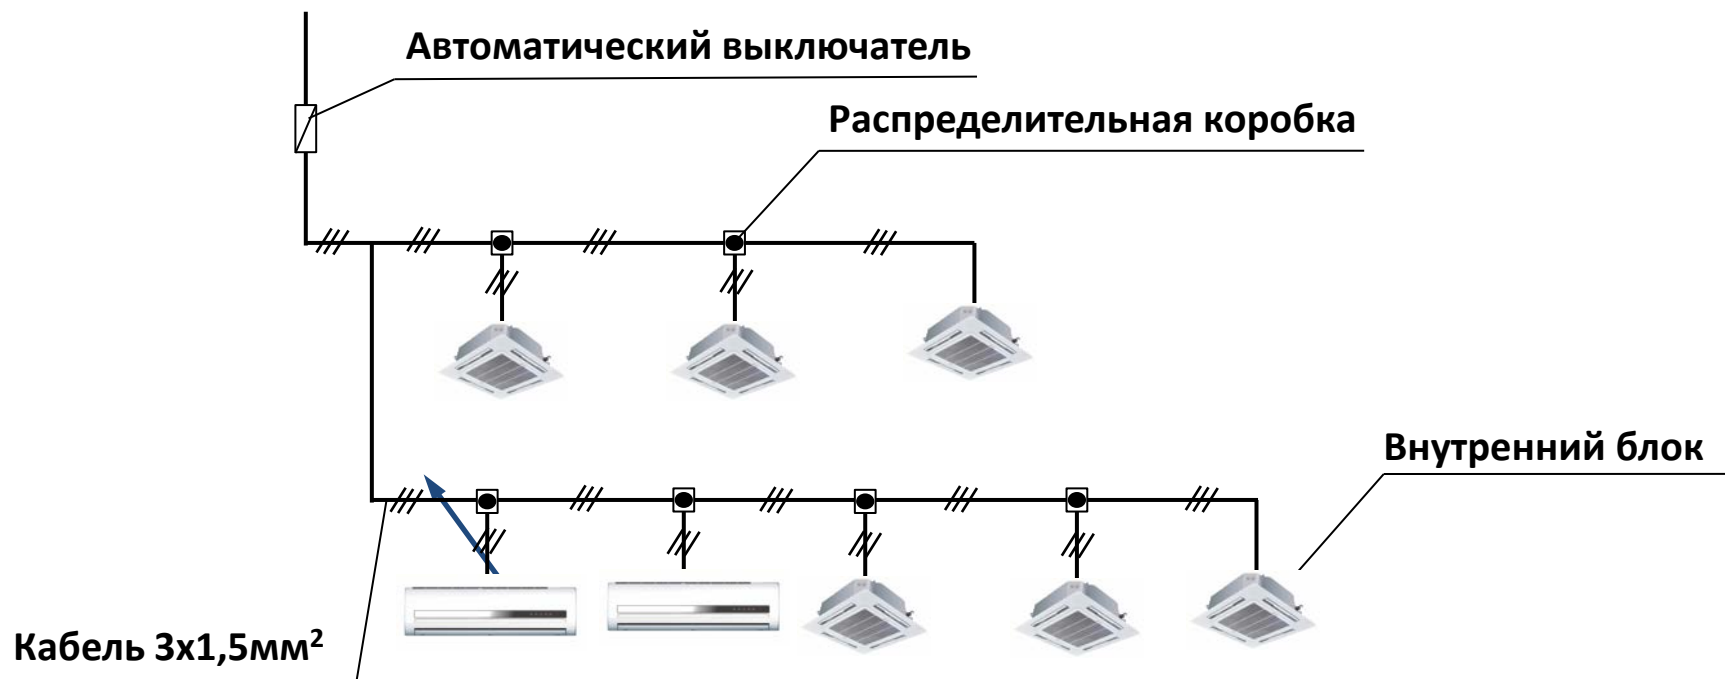 Автоматический выключатель
Распределительная коробка
Внутренний блок
Кабель 3х1,5мм²